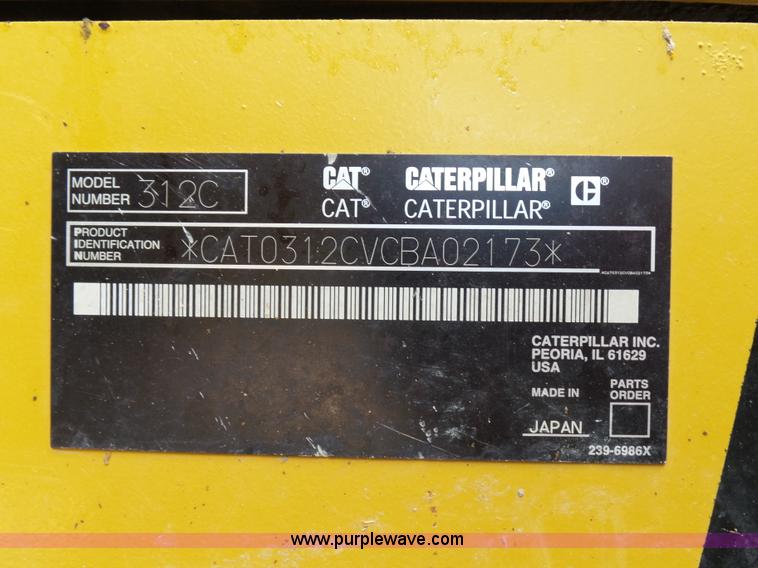 MODEL
NUMBER 312C
CAT® CATERPILLAR® C®
CAT® CATERPILLAR®
PRODUCT
IDENTIFICATION
NUMBER
*CAT0312CVCBA02173*
*CAT0312CVCBA02173*
CATERPILLAR INC.
PEORIA, IL 61629
USA
MADE IN
JAPAN
PARTS
ORDER
239-6986X
www.purplewave.com